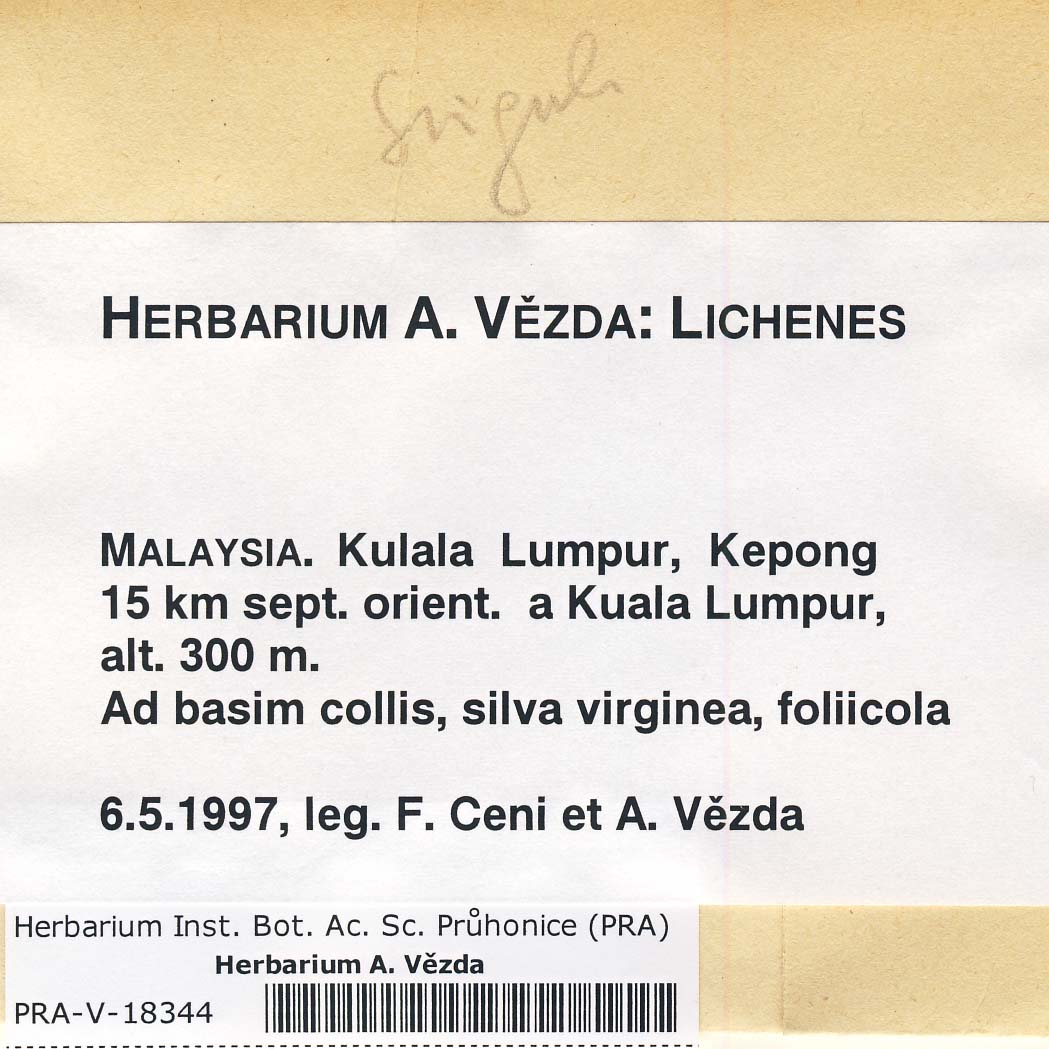 HERBARIUM A. VĚZDA: LICHENES
MALAYSIA. Kulala Lumpur, Kepong
15 km sept. orient. a Kuala Lumpur,
alt. 300 m.
Ad basim collis, silva virginea, foliicola
6.5.1997, leg. F. Ceni et A. Vězda
Herbarium Inst. Bot. Ac. Sc. Průhonice (PRA)
Herbarium A. Vězda
PRA-V-18344